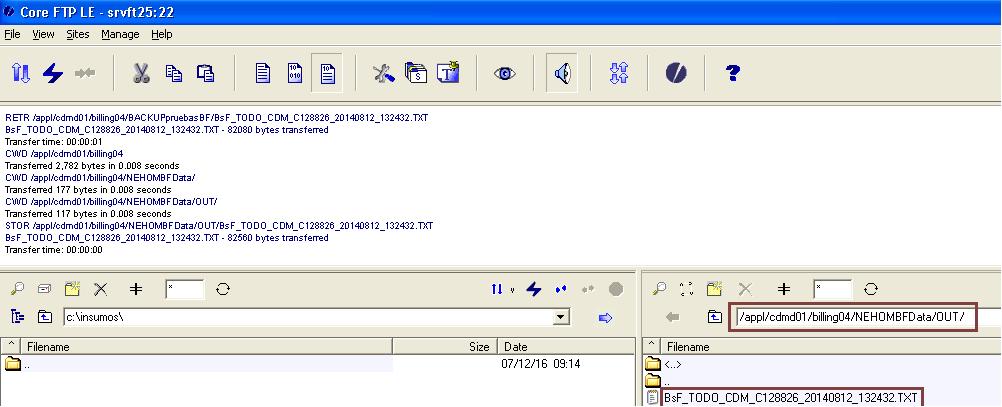 Core FTP LE - srvft25:22
File View Sites Manage Help
RETR /appl/cdmd01/billing04/BACKUPpruebasBF/BsF_TODO_CDM_C128826_20140812_132432.TXT
BsF_TODO_CDM_C128826_20140812_132432.TXT - 82080 bytes transferred
Transfer time: 00:00:01
CWD /appl/cdmd01/billing04
Transferred 2,782 bytes in 0.008 seconds
CWD /appl/cdmd01/billing04/NEHOMBFData/
Transferred 177 bytes in 0.008 seconds
CWD /appl/cdmd01/billing04/NEHOMBFData/OUT/
Transferred 117 bytes in 0.008 seconds
STOR /appl/cdmd01/billing04/NEHOMBFData/OUT/BsF_TODO_CDM_C128826_20140812_132432.TXT
BsF_TODO_CDM_C128826_20140812_132432.TXT - 82560 bytes transferred
Transfer time: 00:00:00
* *
c:\insumos\ /appl/cdmd01/billing04/NEHOMBFData/OUT/
^ Filename Size Date ^ Filename
.. 07/12/16 09:14 <..>
..
BsF_TODO_CDM_C128826_20140812_132432.TXT